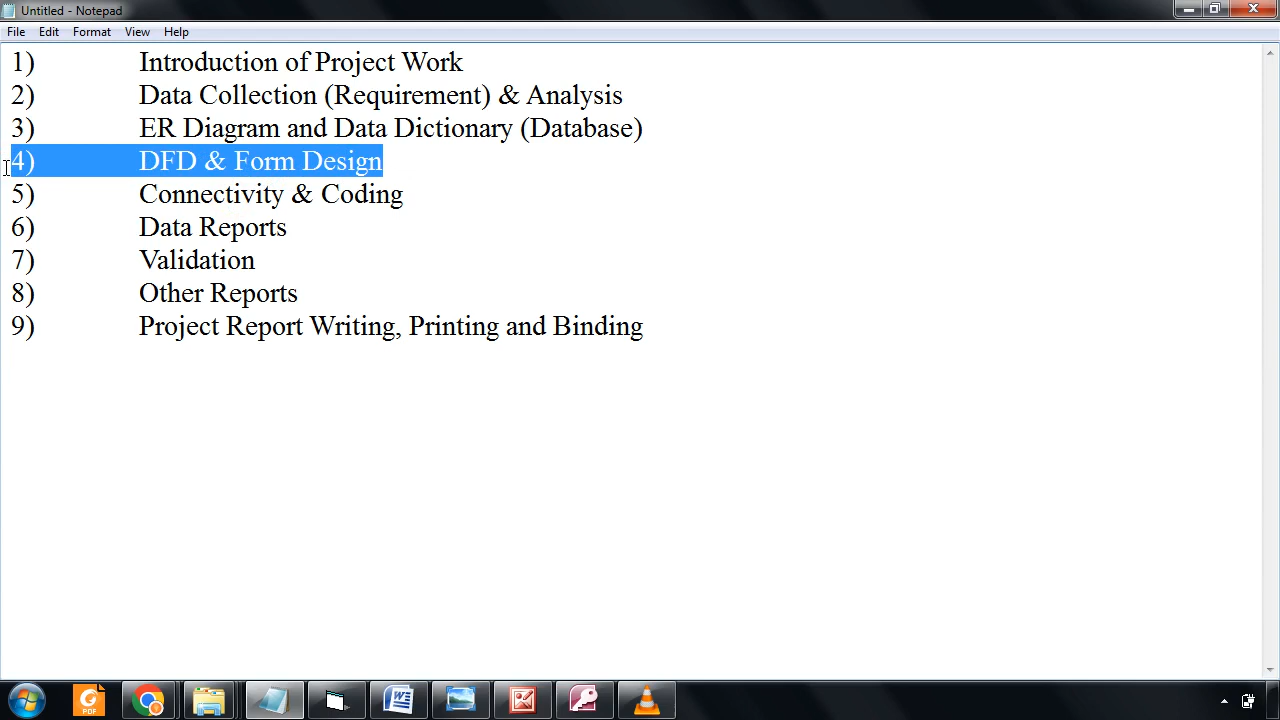 Untitled - Notepad
File Edit Format View Help
1) Introduction of Project Work
2) Data Collection (Requirement) & Analysis
3) ER Diagram and Data Dictionary (Database)
4) DFD & Form Design
5) Connectivity & Coding
6) Data Reports
7) Validation
8) Other Reports
9) Project Report Writing, Printing and Binding
PDF